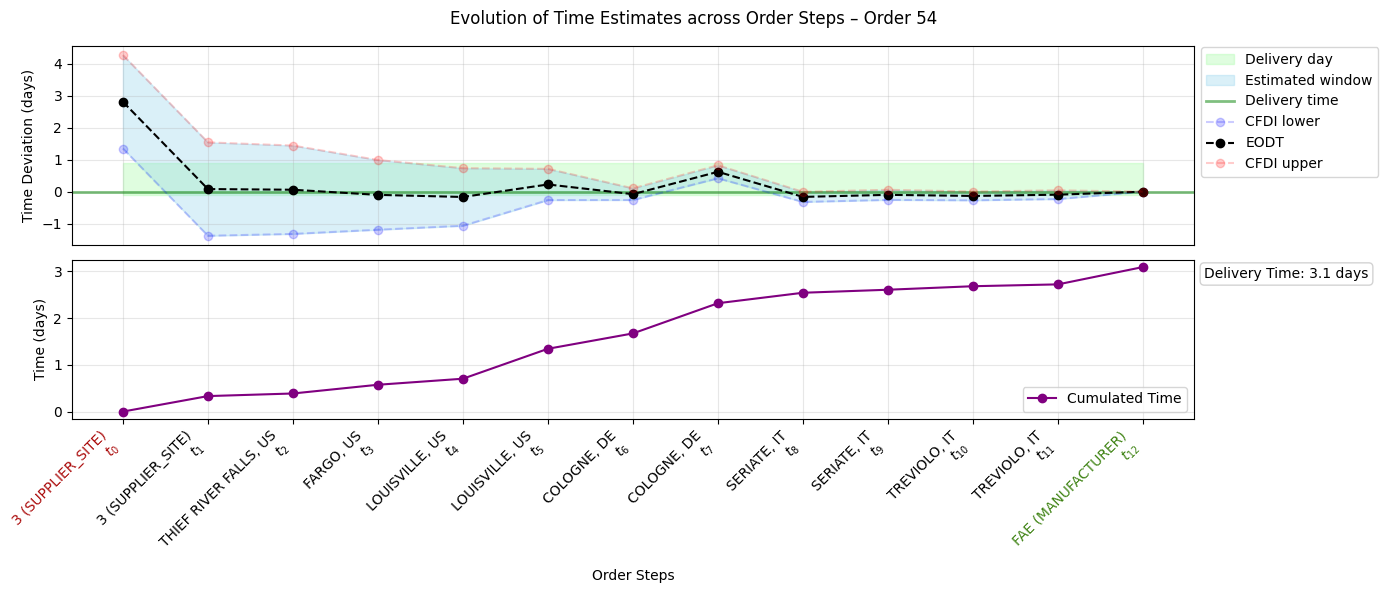 Evolution of Time Estimates across Order Steps – Order 54
Time Deviation (days)
4
3
2
1
0
−1
Delivery day
Estimated window
Delivery time
CFDI lower
EODT
CFDI upper
Time (days)
3
2
1
0
Cumulated Time
Delivery Time: 3.1 days
3 (SUPPLIER_SITE)
t0
3 (SUPPLIER_SITE)
t1
THIEF RIVER FALLS, US
t2
FARGO, US
t3
LOUISVILLE, US
t4
LOUISVILLE, US
t5
COLOGNE, DE
t6
COLOGNE, DE
t7
SERIATE, IT
t8
SERIATE, IT
t9
TREVIOLO, IT
t10
TREVIOLO, IT
t11
FAE (MANUFACTURER)
t12
Order Steps